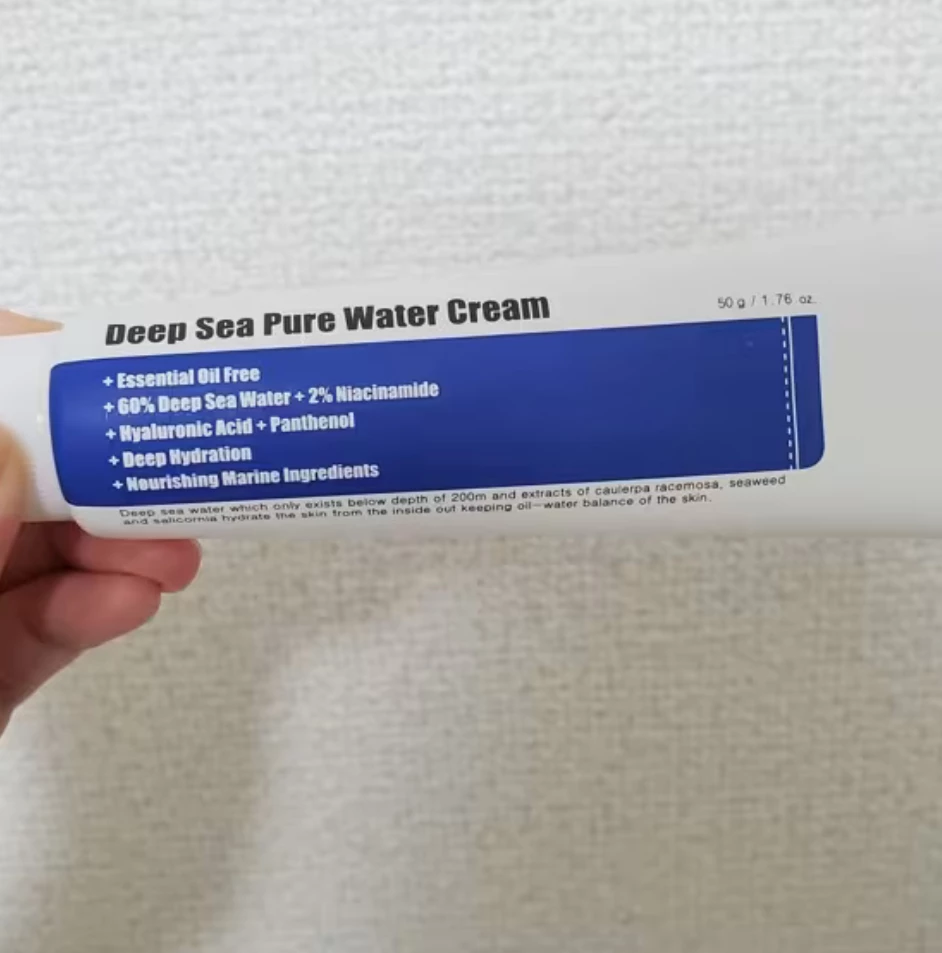 Deep Sea Pure Water Cream
50 g / 1.76 oz.
+ Essential Oil Free
+ 60% Deep Sea Water + 2% Niacinamide
+ Hyaluronic Acid + Panthenol
+ Deep Hydration
+ Nourishing Marine Ingredients
Deep sea water which only exists below depth of 200m and extracts of caulerpa racemosa, seaweed
and salicornia hydrate the skin from the inside out keeping oil-water balance of the skin.